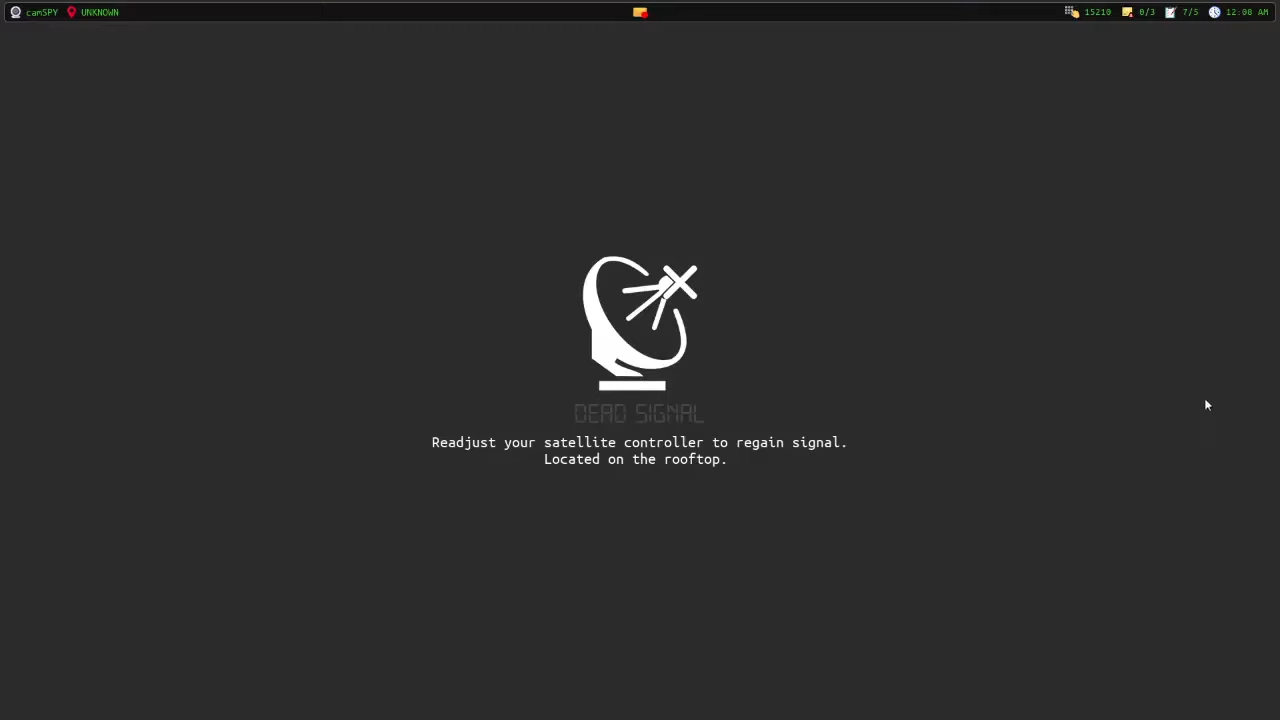 camSPY UNKNOWN 15210 0/3 7/5 12:08 AM
DEAD SIGNAL
Readjust your satellite controller to regain signal.
Located on the rooftop.